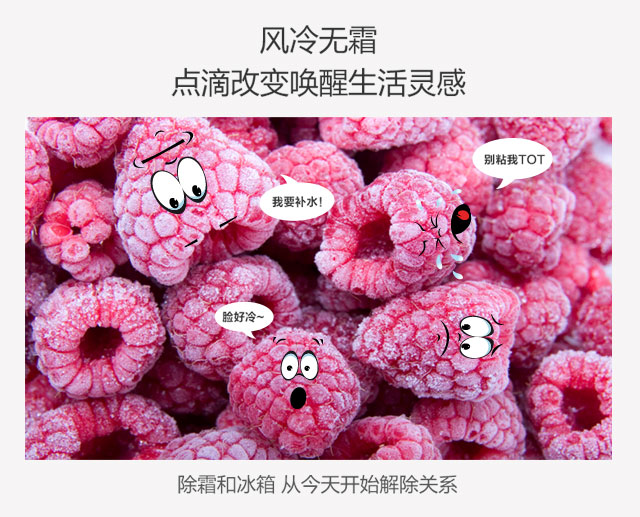 风冷无霜
点滴改变唤醒生活灵感
别粘我TOT
我要补水!
脸好冷~
除霜和冰箱 从今天开始解除关系